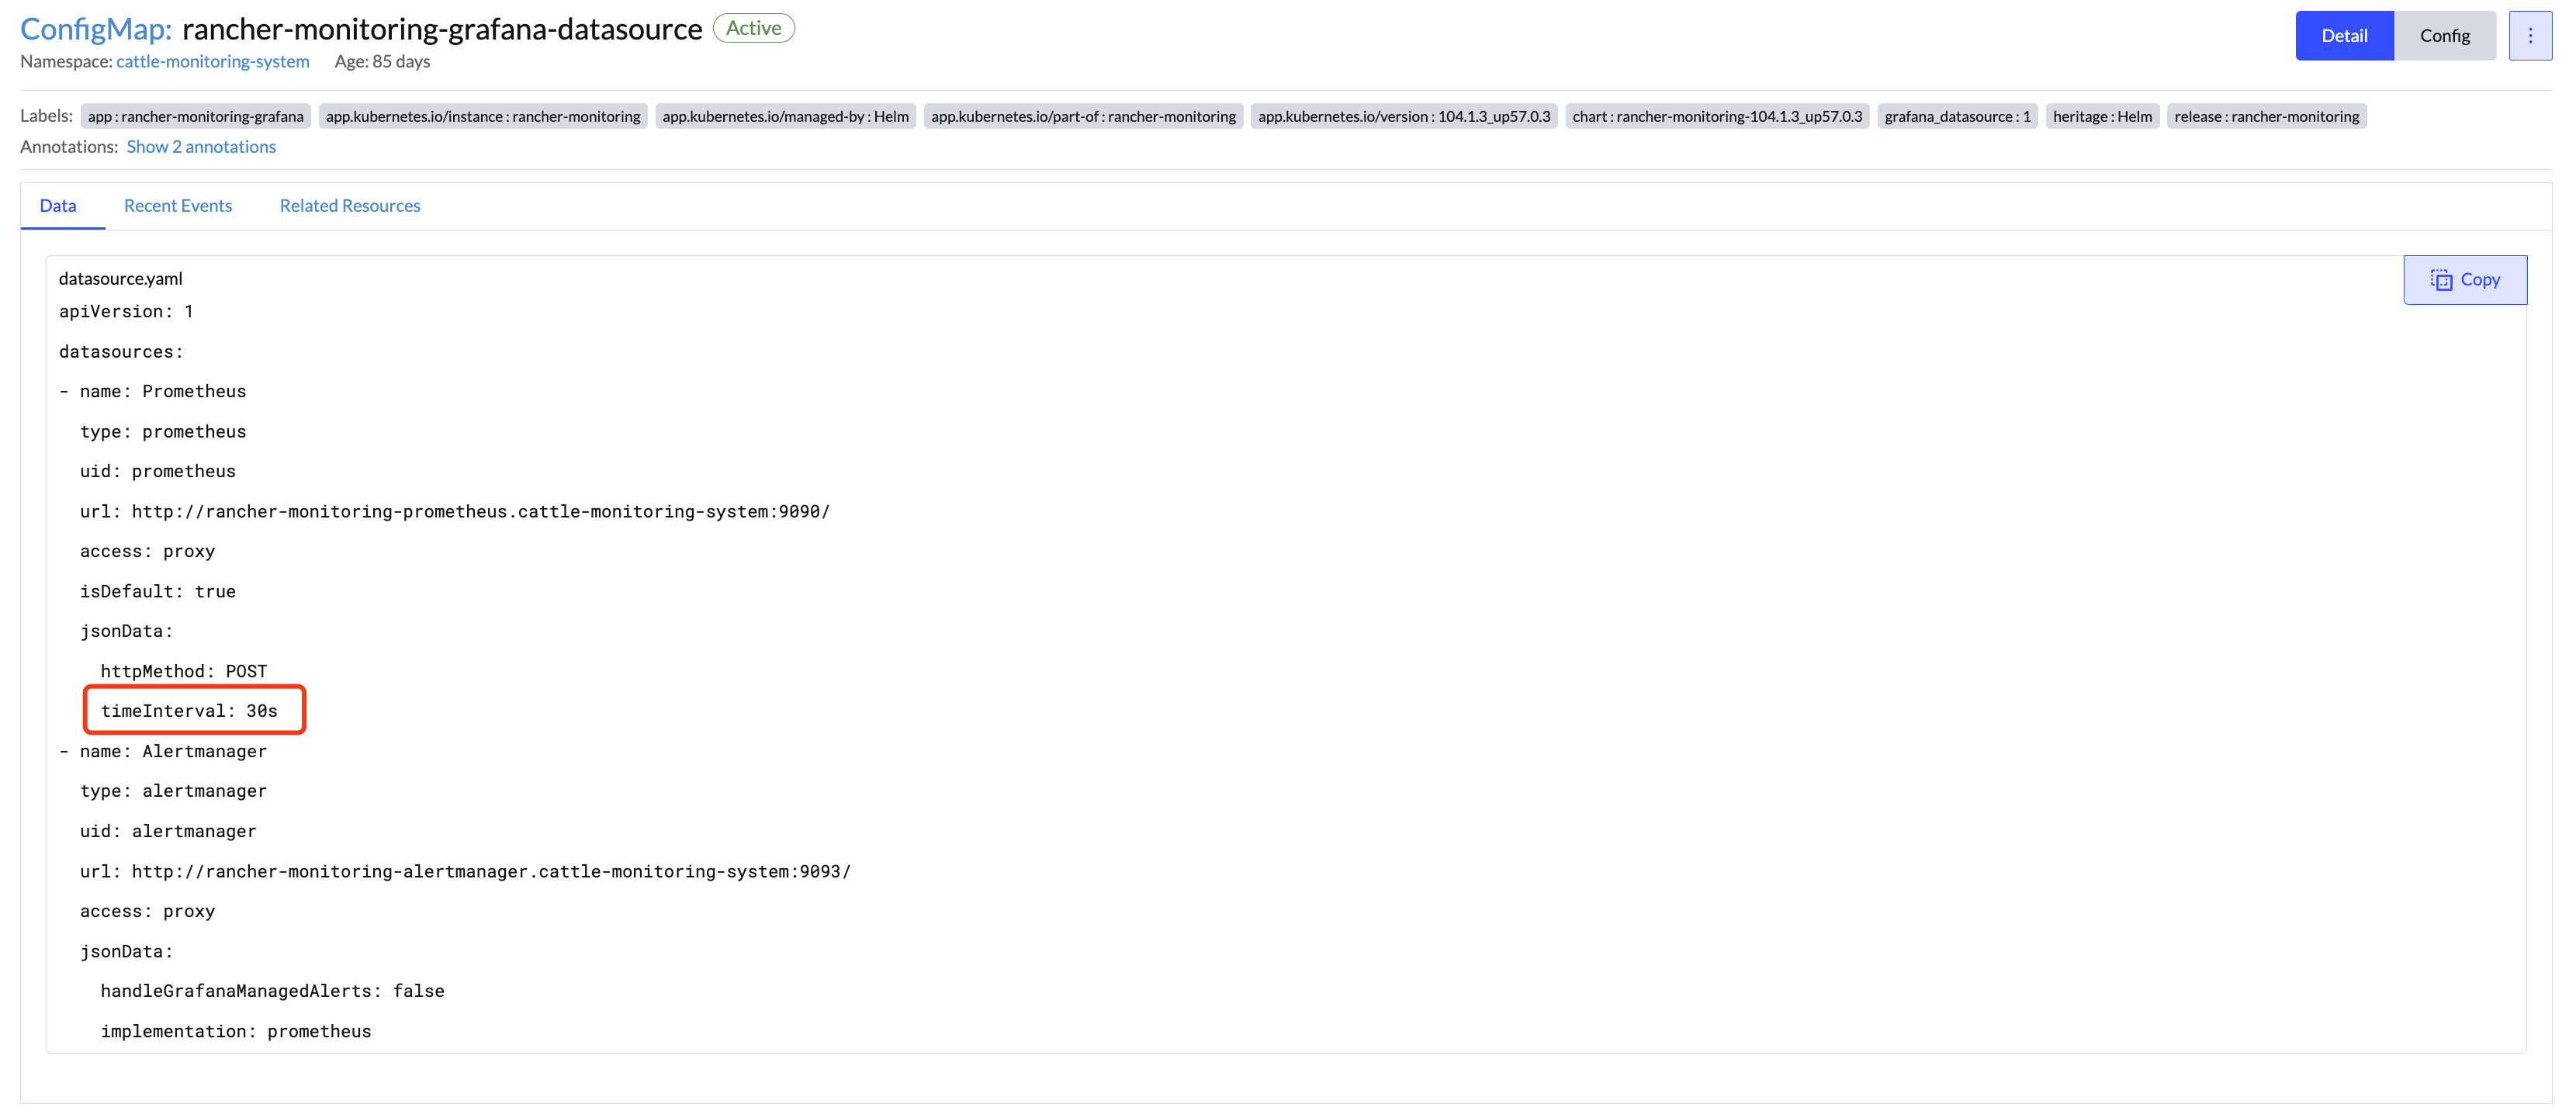 ConfigMap: rancher-monitoring-grafana-datasource Active
Detail Config
Namespace: cattle-monitoring-system Age: 85 days
Labels: app : rancher-monitoring-grafana app.kubernetes.io/instance : rancher-monitoring app.kubernetes.io/managed-by : Helm app.kubernetes.io/part-of : rancher-monitoring app.kubernetes.io/version : 104.1.3_up57.0.3 chart : rancher-monitoring-104.1.3_up57.0.3 grafana_datasource : 1 heritage : Helm release : rancher-monitoring
Annotations: Show 2 annotations
Data Recent Events Related Resources
datasource.yaml
Copy
apiVersion: 1
datasources:
- name: Prometheus
  type: prometheus
  uid: prometheus
  url: http://rancher-monitoring-prometheus.cattle-monitoring-system:9090/
  access: proxy
  isDefault: true
  jsonData:
    httpMethod: POST
    timeInterval: 30s
- name: Alertmanager
  type: alertmanager
  uid: alertmanager
  url: http://rancher-monitoring-alertmanager.cattle-monitoring-system:9093/
  access: proxy
  jsonData:
    handleGrafanaManagedAlerts: false
    implementation: prometheus